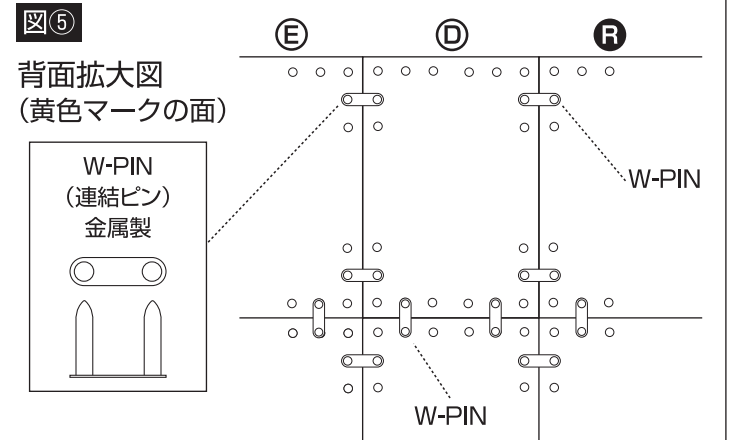 図⑤
背面拡大図
(黄色マークの面)
W-PIN
(連結ピン)
金属製
Ⓔ Ⓓ 🅡
W-PIN
W-PIN